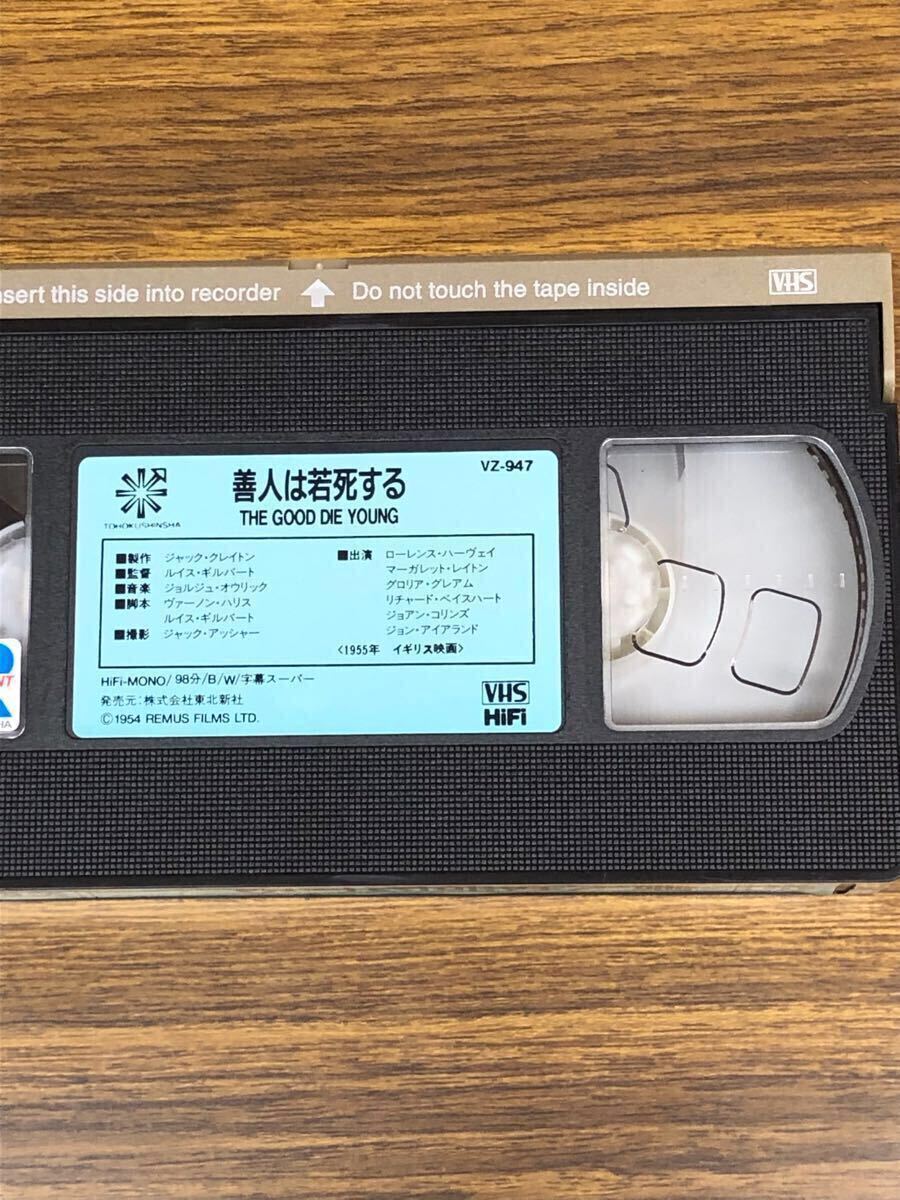 nsert this side into recorder
Do not touch the tape inside
VHS
TOHOKUSHINSHA
善人は若死する
THE GOOD DIE YOUNG
VZ-947
■製作 ジャック・クレイトン
■監督 ルイス・ギルバート
■音楽 ジョルジュ・オウリック
■脚本 ヴァーノン・ハリス
ルイス・ギルバート
■撮影 ジャック・アッシャー
■出演 ローレンス・ハーヴェイ
マーガレット・レイトン
グロリア・グレアム
リチャード・ベイスハート
ジョアン・コリンズ
ジョン・アイアランド
<1955年 イギリス映画>
HiFi-MONO/98分/B/W/字幕スーパー
発売元:株式会社東北新社
©1954 REMUS FILMS LTD.
VHS
HiFi
NT
HA